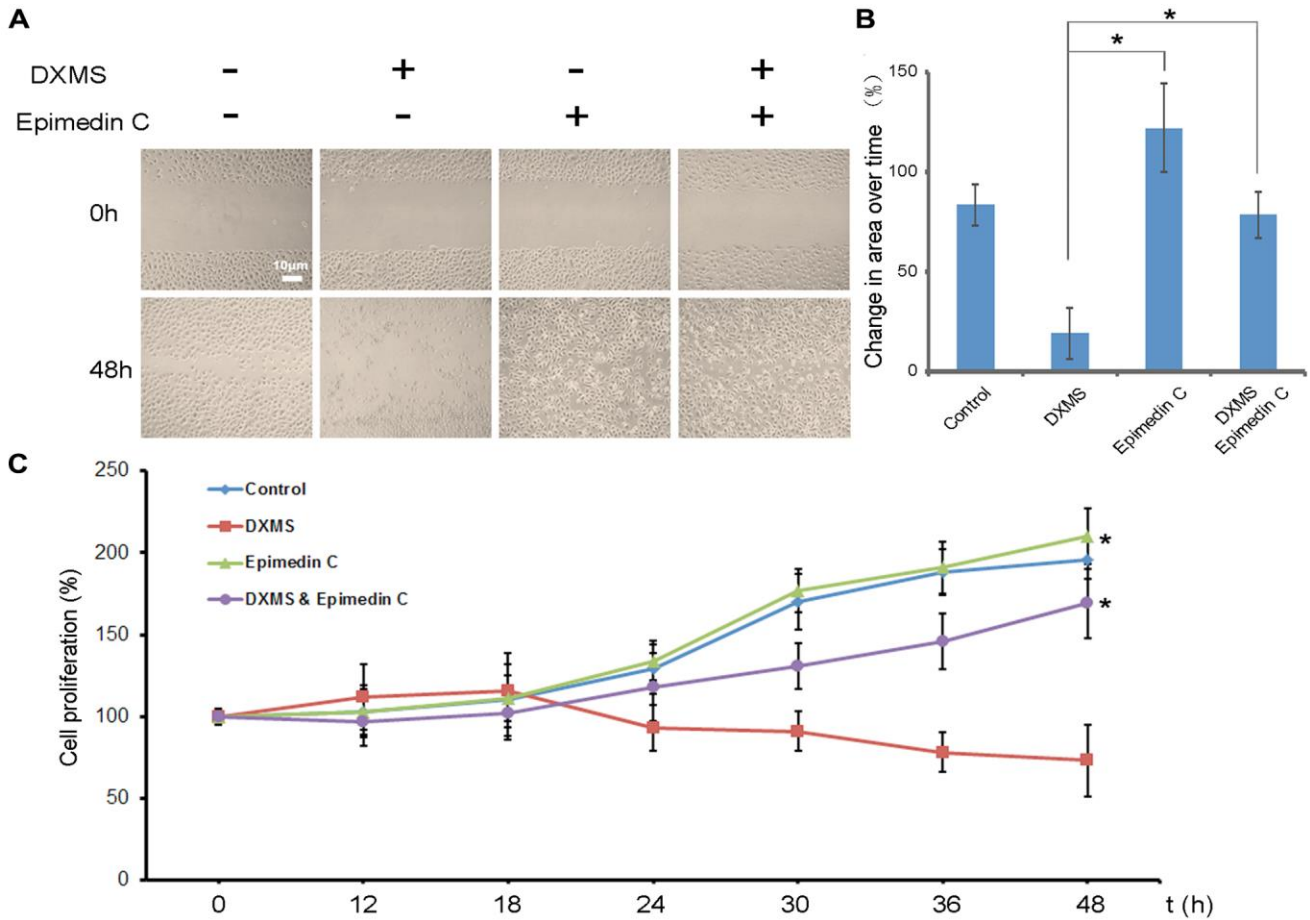 A
DXMS - + - +
Epimedin C - - + +
0h
10μm
48h
B
* 
*
Change in area over time (%)
150
100
50
0
Control
DXMS
Epimedin C
DXMS
Epimedin C
C
Cell proliferation (%)
250
200
150
100
50
0
Control
DXMS
Epimedin C
DXMS & Epimedin C
*
*
0 12 18 24 30 36 48 t (h)